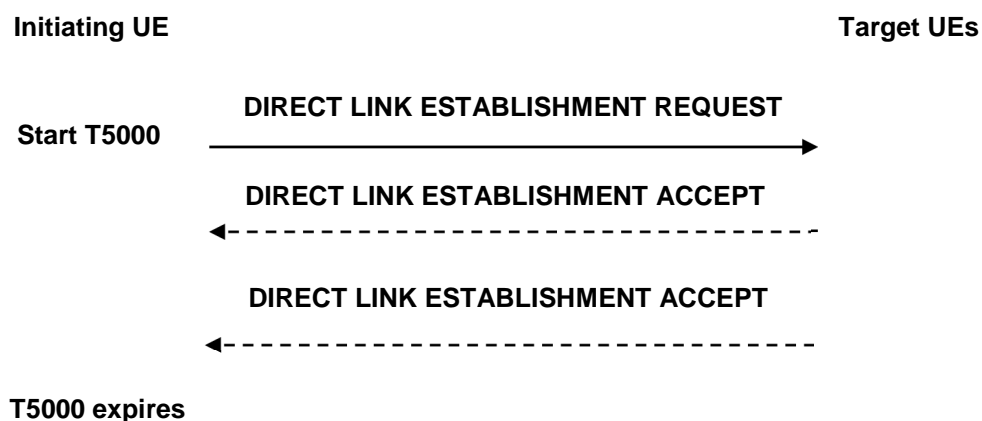 Initiating UE
Target UEs
DIRECT LINK ESTABLISHMENT REQUEST
Start T5000
DIRECT LINK ESTABLISHMENT ACCEPT
DIRECT LINK ESTABLISHMENT ACCEPT
T5000 expires